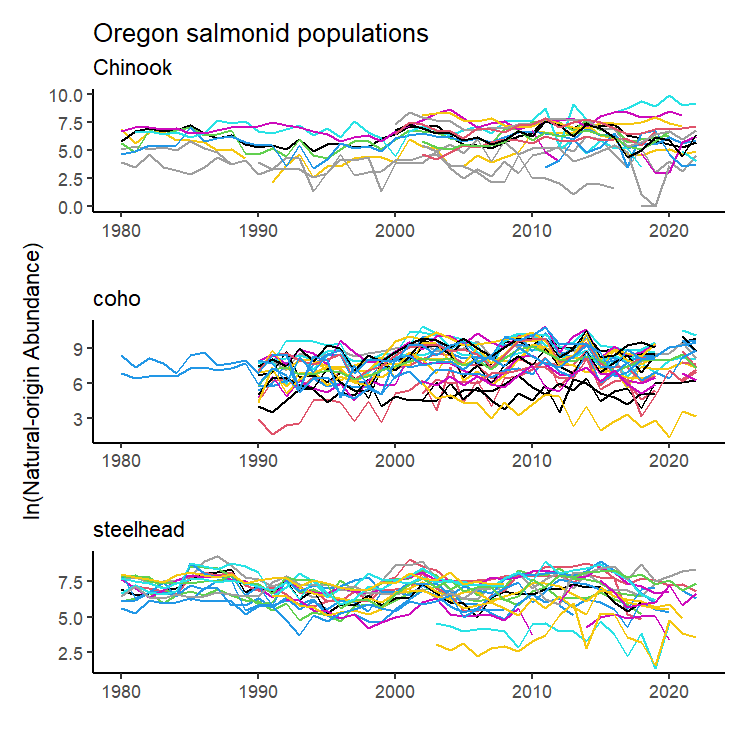 Oregon salmonid populations
Chinook
10.0
7.5
5.0
2.5
0.0
1980 1990 2000 2010 2020
ln(Natural-origin Abundance)
coho
9
6
3
1980 1990 2000 2010 2020
steelhead
7.5
5.0
2.5
1980 1990 2000 2010 2020